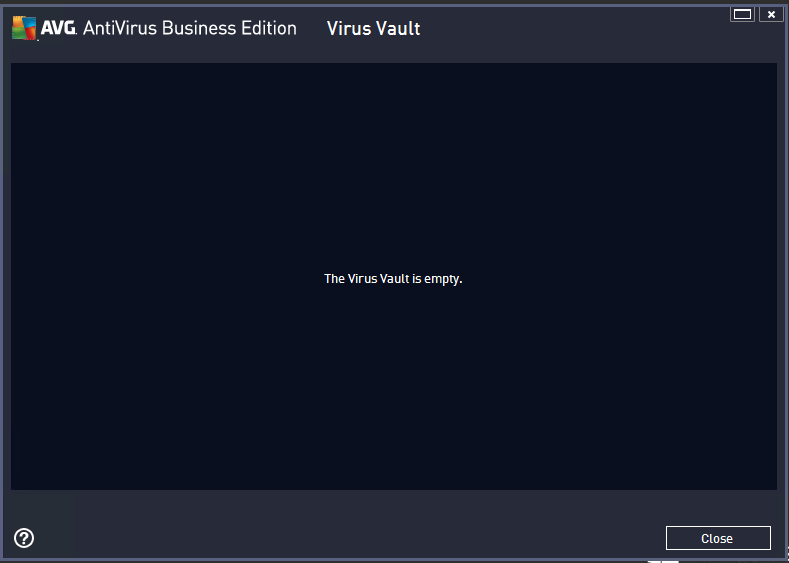 AVG AntiVirus Business Edition Virus Vault
The Virus Vault is empty.
?
Close